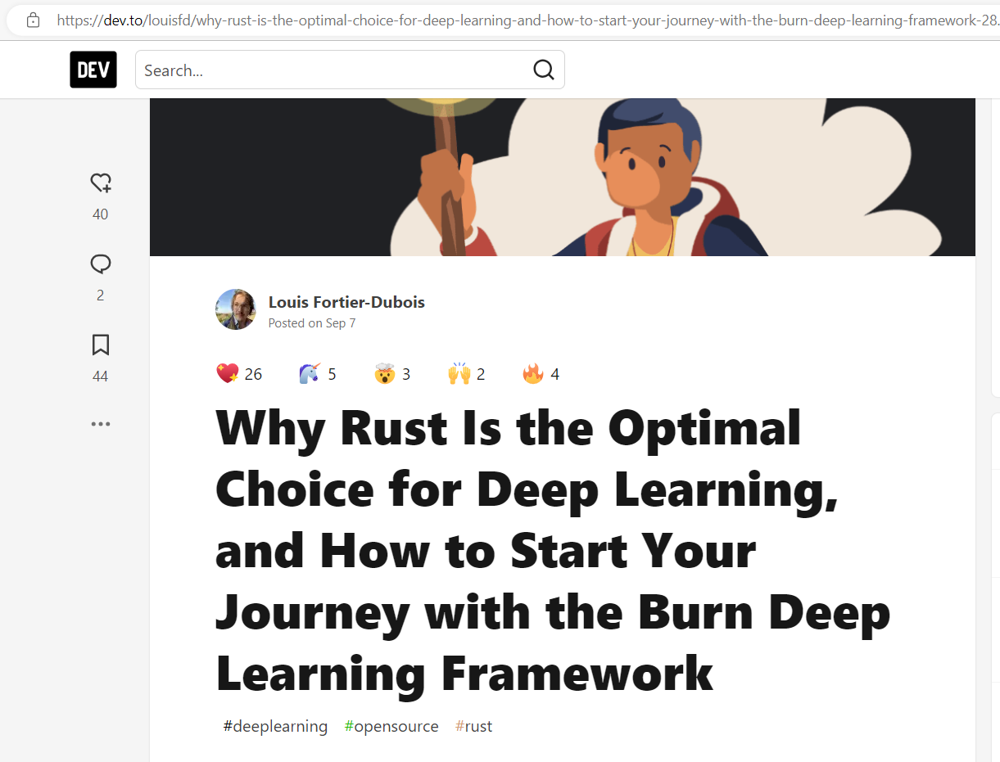 https://dev.to/louisfd/why-rust-is-the-optimal-choice-for-deep-learning-and-how-to-start-your-journey-with-the-burn-deep-learning-framework-28...
DEV
Search...
40
2
44
Louis Fortier-Dubois
Posted on Sep 7
26 5 3 2 4
Why Rust Is the Optimal
Choice for Deep Learning,
and How to Start Your
Journey with the Burn Deep
Learning Framework
#deeplearning #opensource #rust